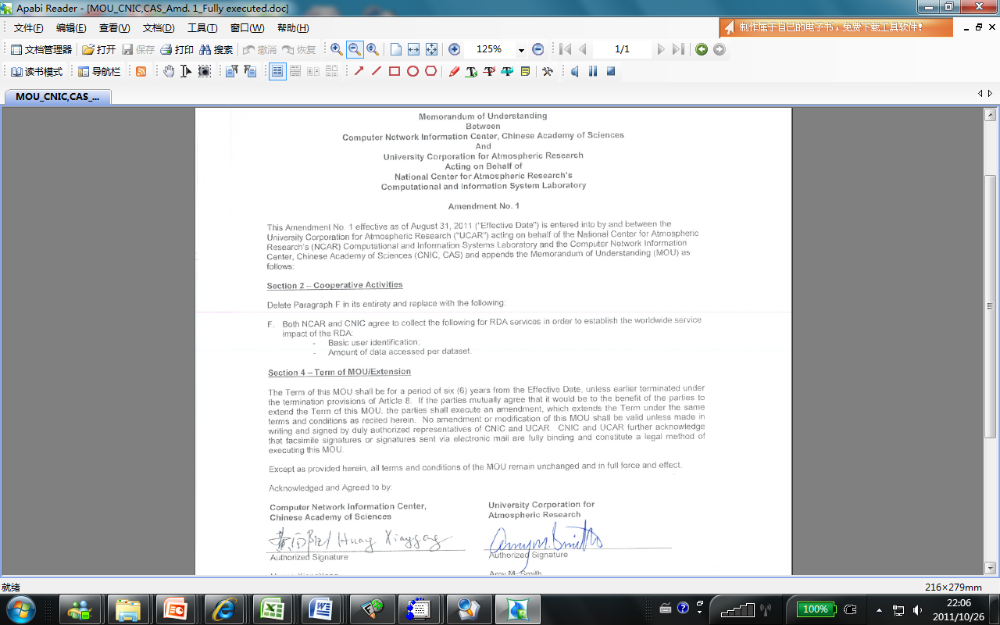 Apabi Reader - [MOU_CNIC,CAS_Amd. 1_Fully executed.doc]
文件(F) 编辑(E) 查看(V) 文档(D) 工具(T) 窗口(W) 帮助(H)
制作属于自己的电子书，免费下载工具软件!
文档管理器 打开 保存 打印 搜索 撤消 恢复 125% 1/1
读书模式 导航栏
MOU_CNIC,CAS_...
Memorandum of Understanding
Between
Computer Network Information Center, Chinese Academy of Sciences
And
University Corporation for Atmospheric Research
Acting on Behalf of
National Center for Atmospheric Research's
Computational and Information System Laboratory
Amendment No. 1
This Amendment No. 1 effective as of August 31, 2011 ("Effective Date") is entered into by and between the
University Corporation for Atmospheric Research ("UCAR") acting on behalf of the National Center for Atmospheric
Research's (NCAR) Computational and Information Systems Laboratory and the Computer Network Information
Center, Chinese Academy of Sciences (CNIC, CAS) and appends the Memorandum of Understanding (MOU) as
follows:
Section 2 – Cooperative Activities
Delete Paragraph F in its entirety and replace with the following:
F. Both NCAR and CNIC agree to collect the following for RDA services in order to establish the worldwide service
impact of the RDA:
- Basic user identification;
- Amount of data accessed per dataset.
Section 4 – Term of MOU/Extension
The Term of this MOU shall be for a period of six (6) years from the Effective Date, unless earlier terminated under
the termination provisions of Article 8. If the parties mutually agree that it would be to the benefit of the parties to
extend the Term of this MOU, the parties shall execute an amendment, which extends the Term under the same
terms and conditions as recited herein. No amendment or modification of this MOU shall be valid unless made in
writing and signed by duly authorized representatives of CNIC and UCAR. CNIC and UCAR further acknowledge
that facsimile signatures or signatures sent via electronic mail are fully binding and constitute a legal method of
executing this MOU.
Except as provided herein, all terms and conditions of the MOU remain unchanged and in full force and effect.
Acknowledged and Agreed to by:
Computer Network Information Center,
Chinese Academy of Sciences
University Corporation for
Atmospheric Research
Huang Xiangyang
Authorized Signature
Amy M. Smith
Authorized Signature
Amy M. Smith
就绪
216×279mm
100%
22:06
2011/10/26